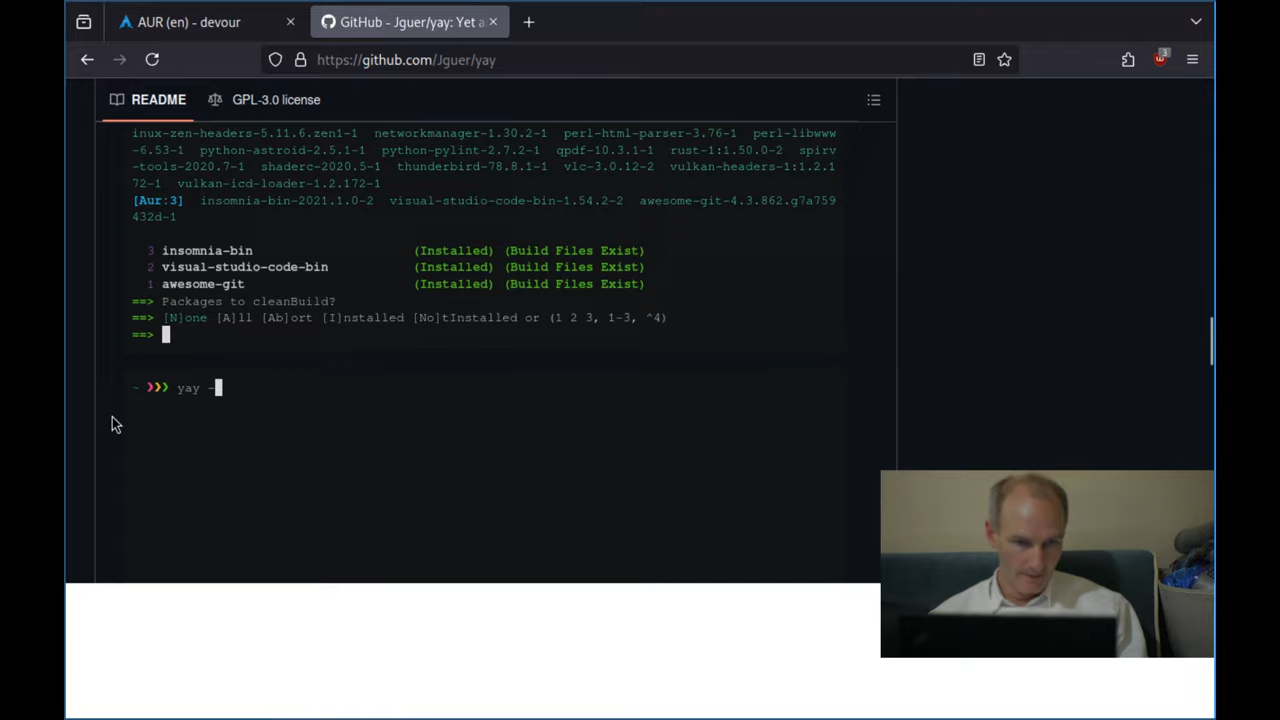 AUR (en) - devour
GitHub - Jguer/yay: Yet a
https://github.com/Jguer/yay
3
README
GPL-3.0 license
inux-zen-headers-5.11.6.zen1-1 networkmanager-1.30.2-1 perl-html-parser-3.76-1 perl-libwww
-6.53-1 python-astroid-2.5.1-1 python-pylint-2.7.2-1 qpdf-10.3.1-1 rust-1:1.50.0-2 spirv
-tools-2020.7-1 shaderc-2020.5-1 thunderbird-78.8.1-1 vlc-3.0.12-2 vulkan-headers-1:1.2.1
72-1 vulkan-icd-loader-1.2.172-1
[Aur:3] insomnia-bin-2021.1.0-2 visual-studio-code-bin-1.54.2-2 awesome-git-4.3.862.g7a759
432d-1
3 insomnia-bin (Installed) (Build Files Exist)
2 visual-studio-code-bin (Installed) (Build Files Exist)
1 awesome-git (Installed) (Build Files Exist)
==> Packages to cleanBuild?
==> [N]one [A]ll [Ab]ort [I]nstalled [No]tInstalled or (1 2 3, 1-3, ^4)
==>
~ ❯❯❯ yay -